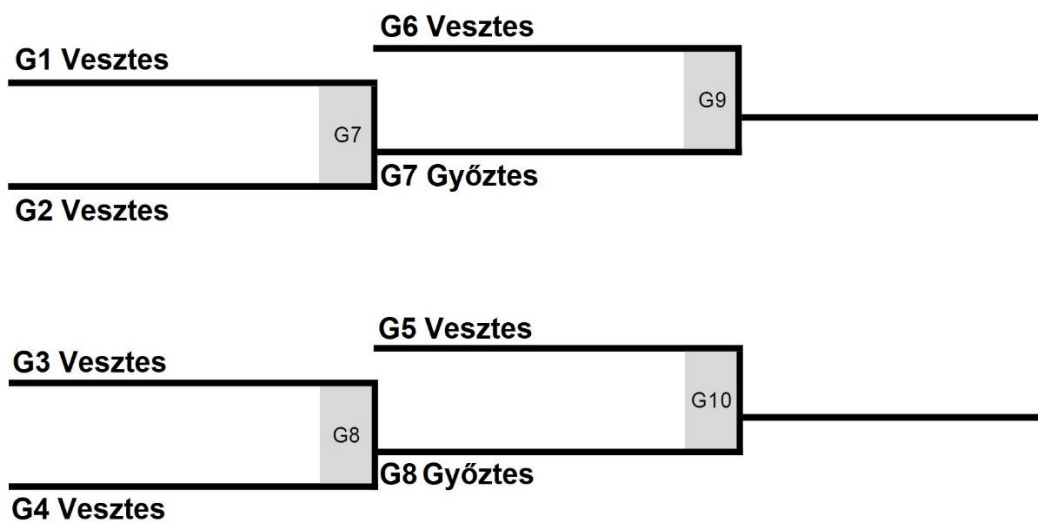 G6 Vesztes
G1 Vesztes
G9
G7
G7 Győztes
G2 Vesztes
G5 Vesztes
G3 Vesztes
G10
G8
G8 Győztes
G4 Vesztes